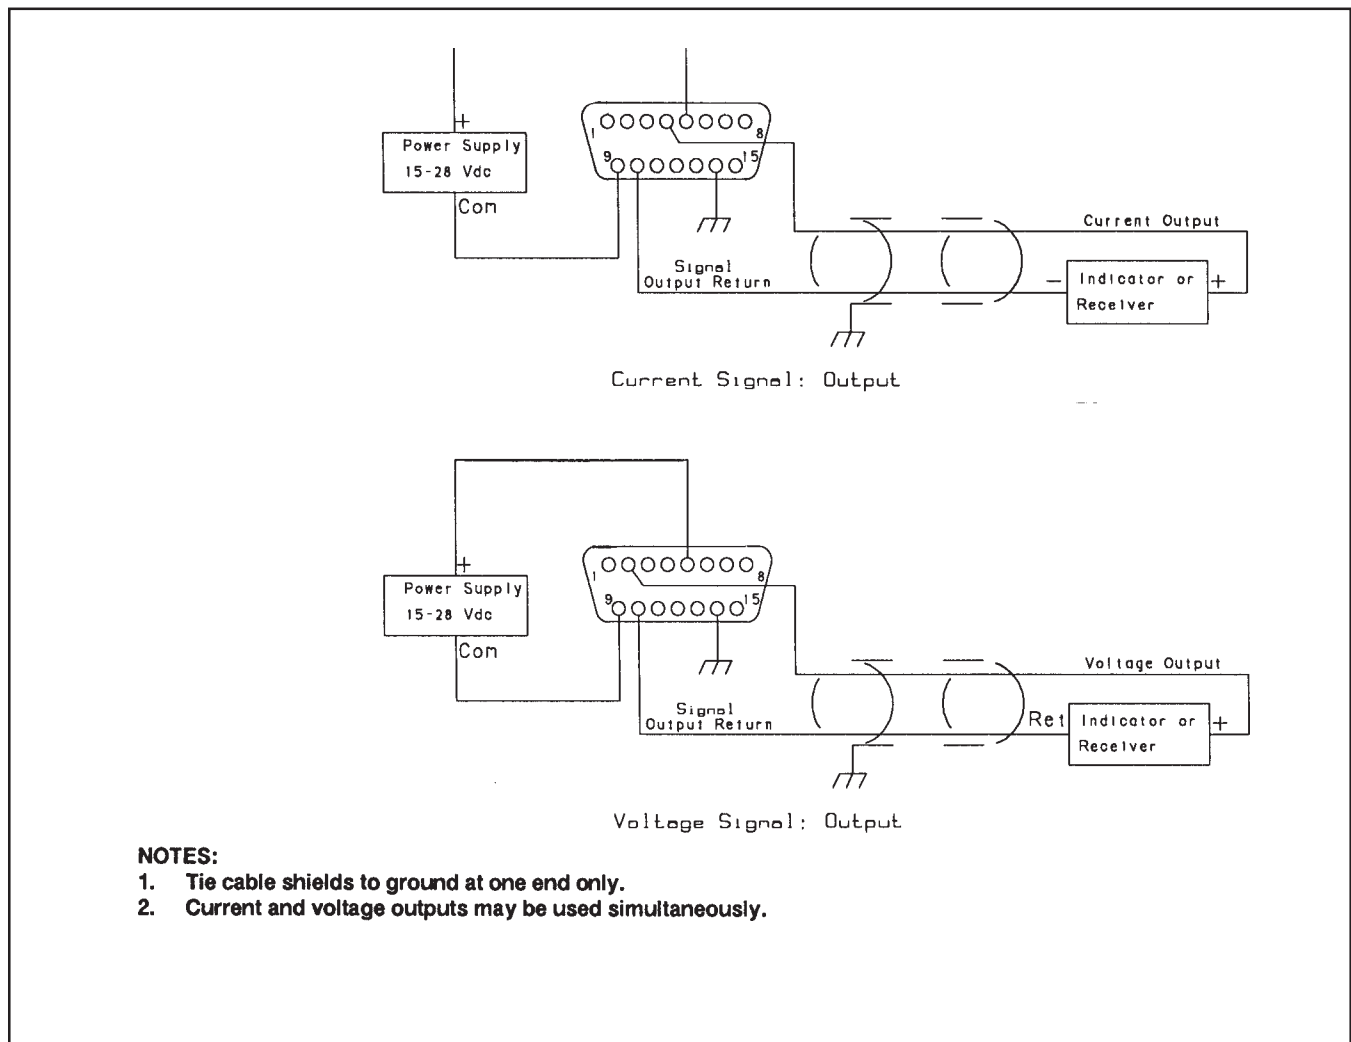 +
1
8
Power Supply
9
15
15-28 Vdc
Com
Current Output
Signal
Output Return
-
Indicator or
+
Receiver
Current Signal: Output
+
1
8
Power Supply
9
15
15-28 Vdc
Com
Voltage Output
Signal
Output Return
Ret
Indicator or
+
Receiver
Voltage Signal: Output
NOTES:
1. Tie cable shields to ground at one end only.
2. Current and voltage outputs may be used simultaneously.